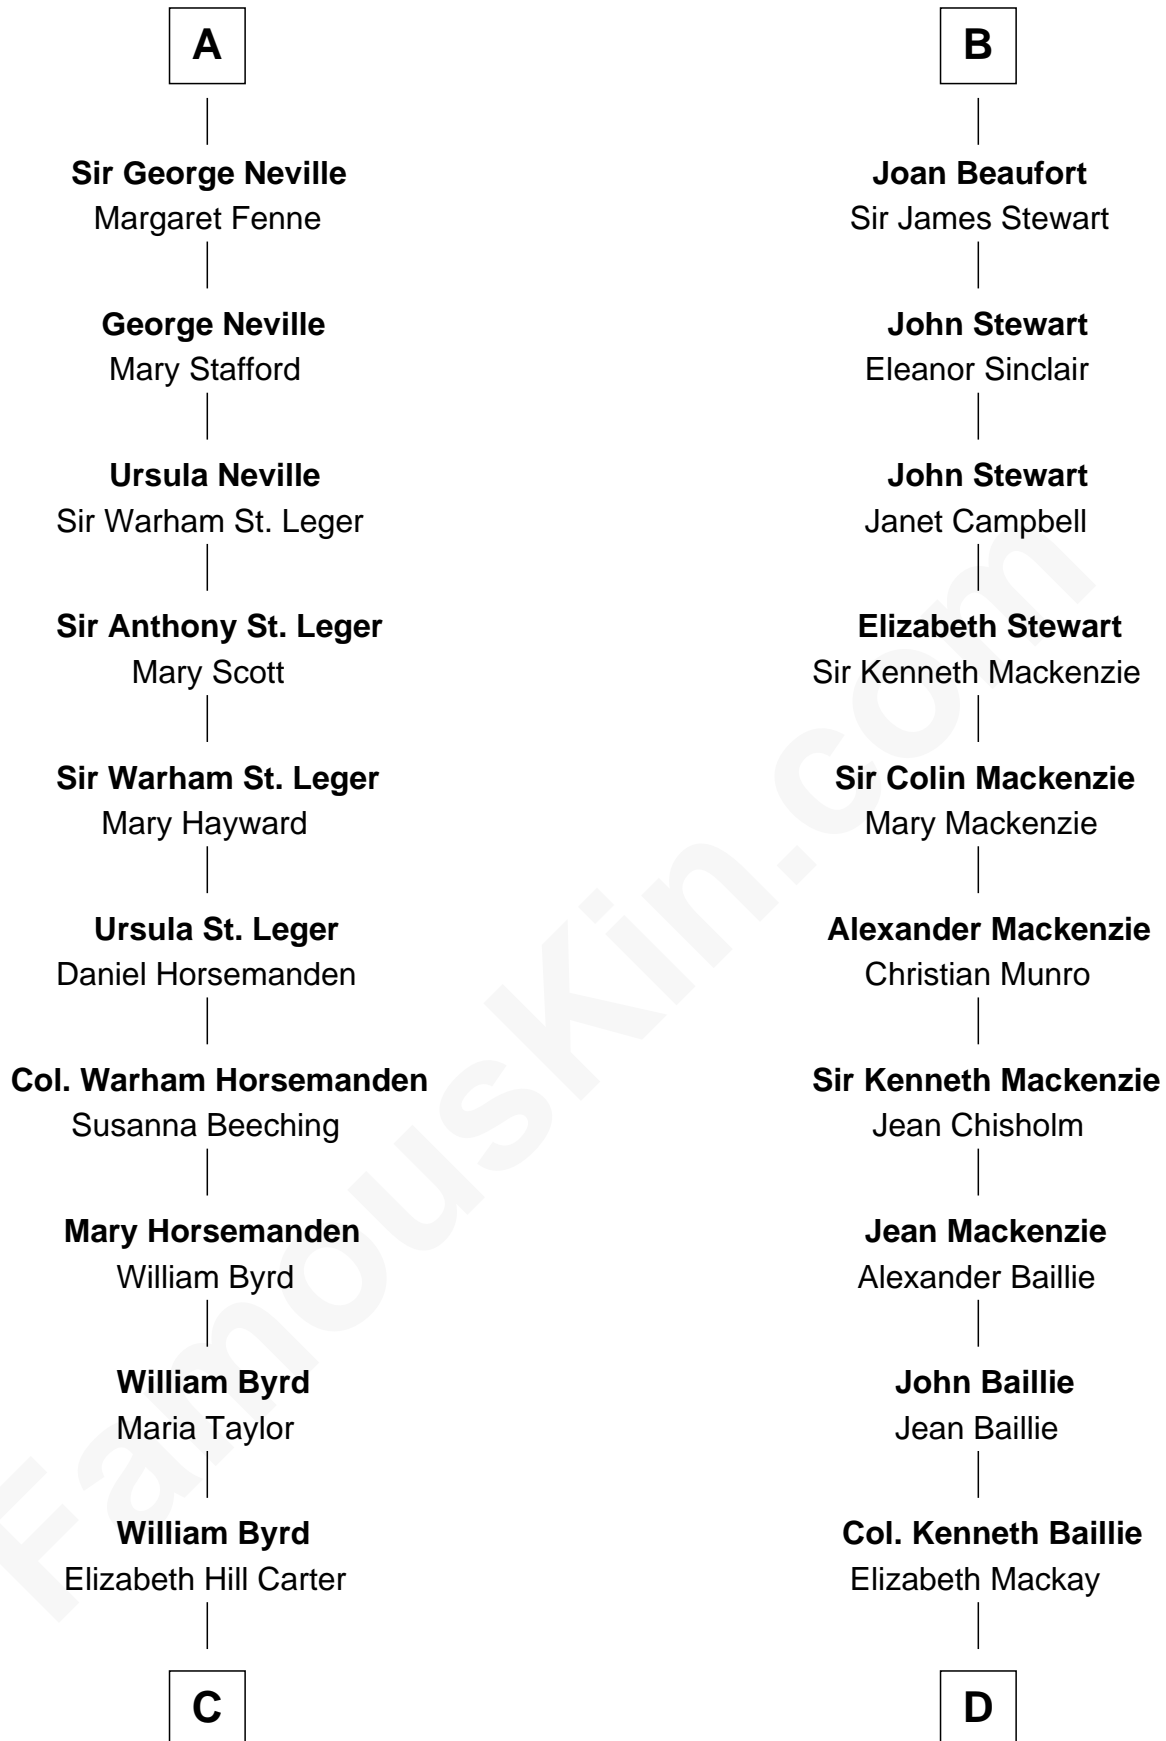 A
Sir George Neville
Margaret Fenne
George Neville
Mary Stafford
Ursula Neville
Sir Warham St. Leger
Sir Anthony St. Leger
Mary Scott
Sir Warham St. Leger
Mary Hayward
Ursula St. Leger
Daniel Horsemanden
Col. Warham Horsemanden
Susanna Beeching
Mary Horsemanden
William Byrd
William Byrd
Maria Taylor
William Byrd
Elizabeth Hill Carter
C
B
Joan Beaufort
Sir James Stewart
John Stewart
Eleanor Sinclair
John Stewart
Janet Campbell
Elizabeth Stewart
Sir Kenneth Mackenzie
Sir Colin Mackenzie
Mary Mackenzie
Alexander Mackenzie
Christian Munro
Sir Kenneth Mackenzie
Jean Chisholm
Jean Mackenzie
Alexander Baillie
John Baillie
Jean Baillie
Col. Kenneth Baillie
Elizabeth Mackay
D
FamousKin.com